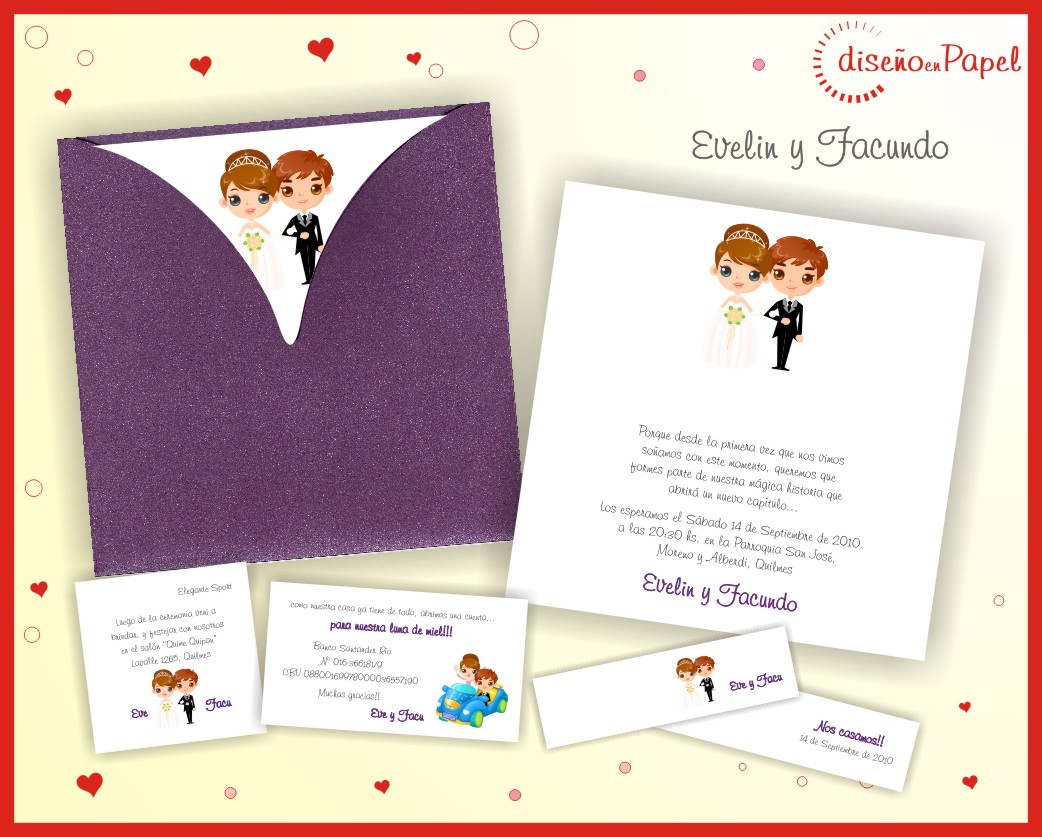 diseño en Papel
Evelin y Facundo
Porque desde la primera vez que nos vimos
soñamos con este momento, queremos que
formes parte de nuestra mágica historia que
abrirá un nuevo capítulo...
Los esperamos el Sábado 14 de Septiembre de 2010
a las 20:30 hs. en la Parroquia San José,
Moreno y Alberdi, Quilmes
Evelin y Facundo
Elegante Sport
Luego de la ceremonia vení a
brindar, y festejar con nosotros
en el salón "Quime Quipan"
Lavalle 1265, Quilmes
Eve Facu
como nuestra casa ya tiene de todo, abrimos una cuenta...
para nuestra luna de miel!!!
Banco Santander Río
Nº 016-366181/9
CBU 088001699780000036557190
Muchas gracias!!
Eve y Facu
Eve y Facu
Nos casamos!!
14 de Septiembre de 2010